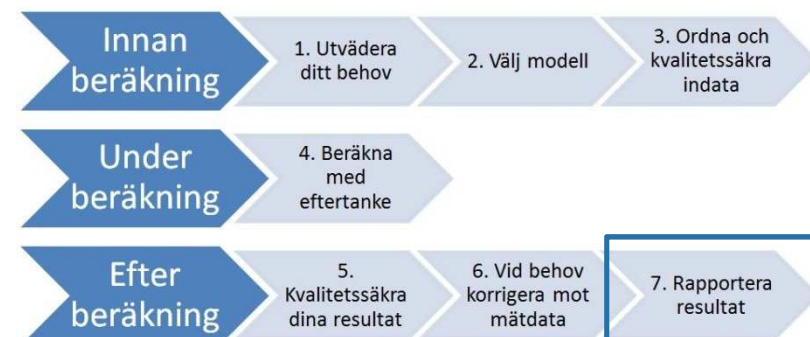 Innan
beräkning
1. Utvädera
ditt behov
2. Välj modell
3. Ordna och
kvalitetssäkra
indata
Under
beräkning
4. Beräkna
med
eftertanke
Efter
beräkning
5.
Kvalitetssäkra
dina resultat
6. Vid behov
korrigera mot
mätdata
7. Rapportera
resultat